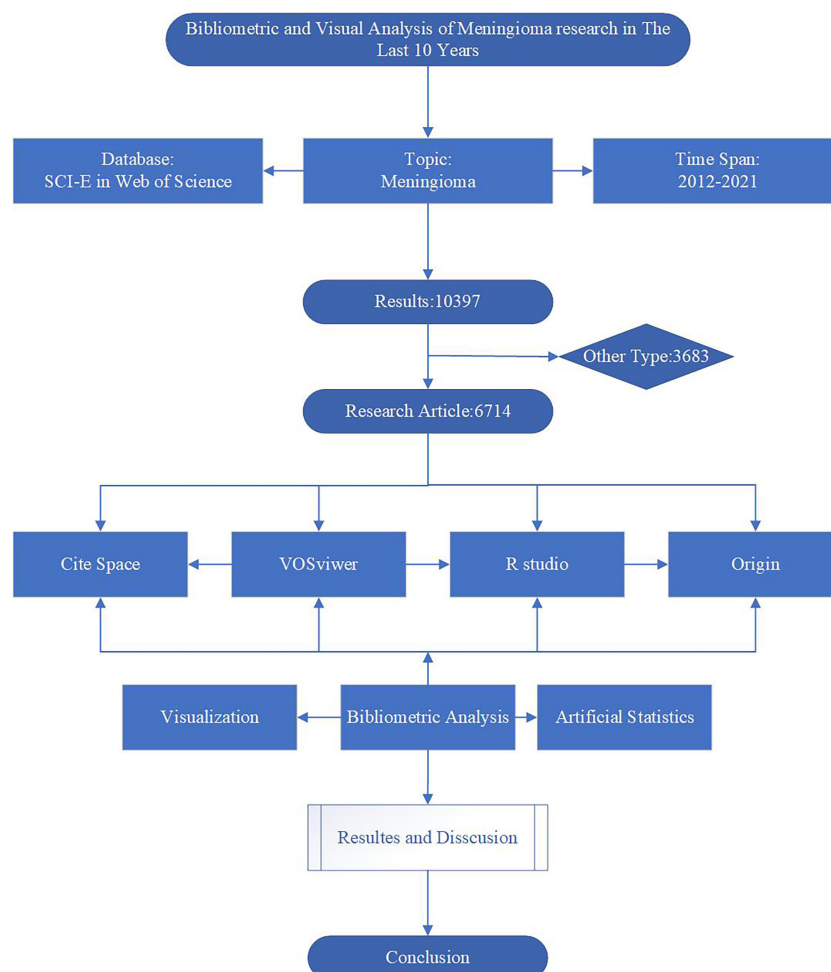 Bibliometric and Visual Analysis of Meningioma research in The
Last 10 Years
Database:
SCI-E in Web of Science
Topic:
Meningioma
Time Span:
2012-2021
Results:10397
Other Type:3683
Research Article:6714
Cite Space
VOSviwer
R studio
Origin
Visualization
Bibliometric Analysis
Artificial Statistics
Resultes and Disscusion
Conclusion